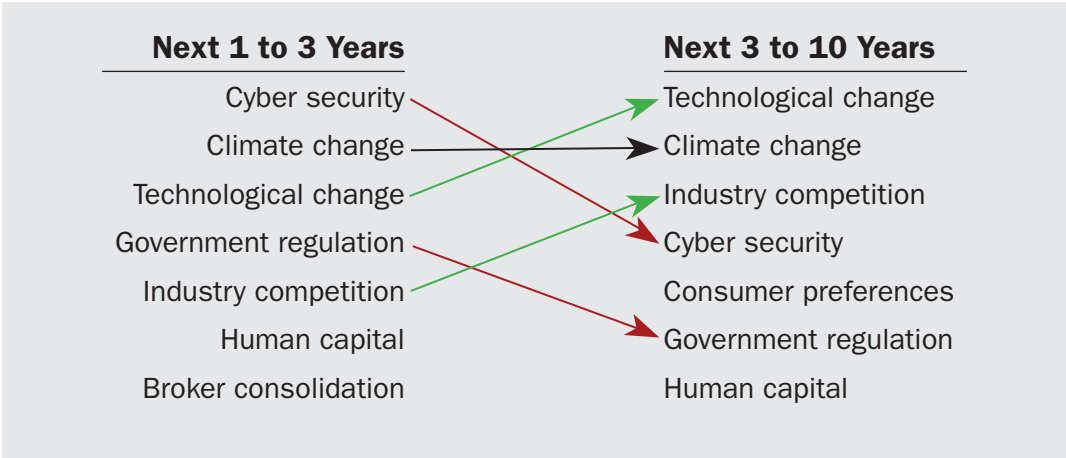 Next 1 to 3 Years
Cyber security
Climate change
Technological change
Government regulation
Industry competition
Human capital
Broker consolidation
Next 3 to 10 Years
Technological change
Climate change
Industry competition
Cyber security
Consumer preferences
Government regulation
Human capital